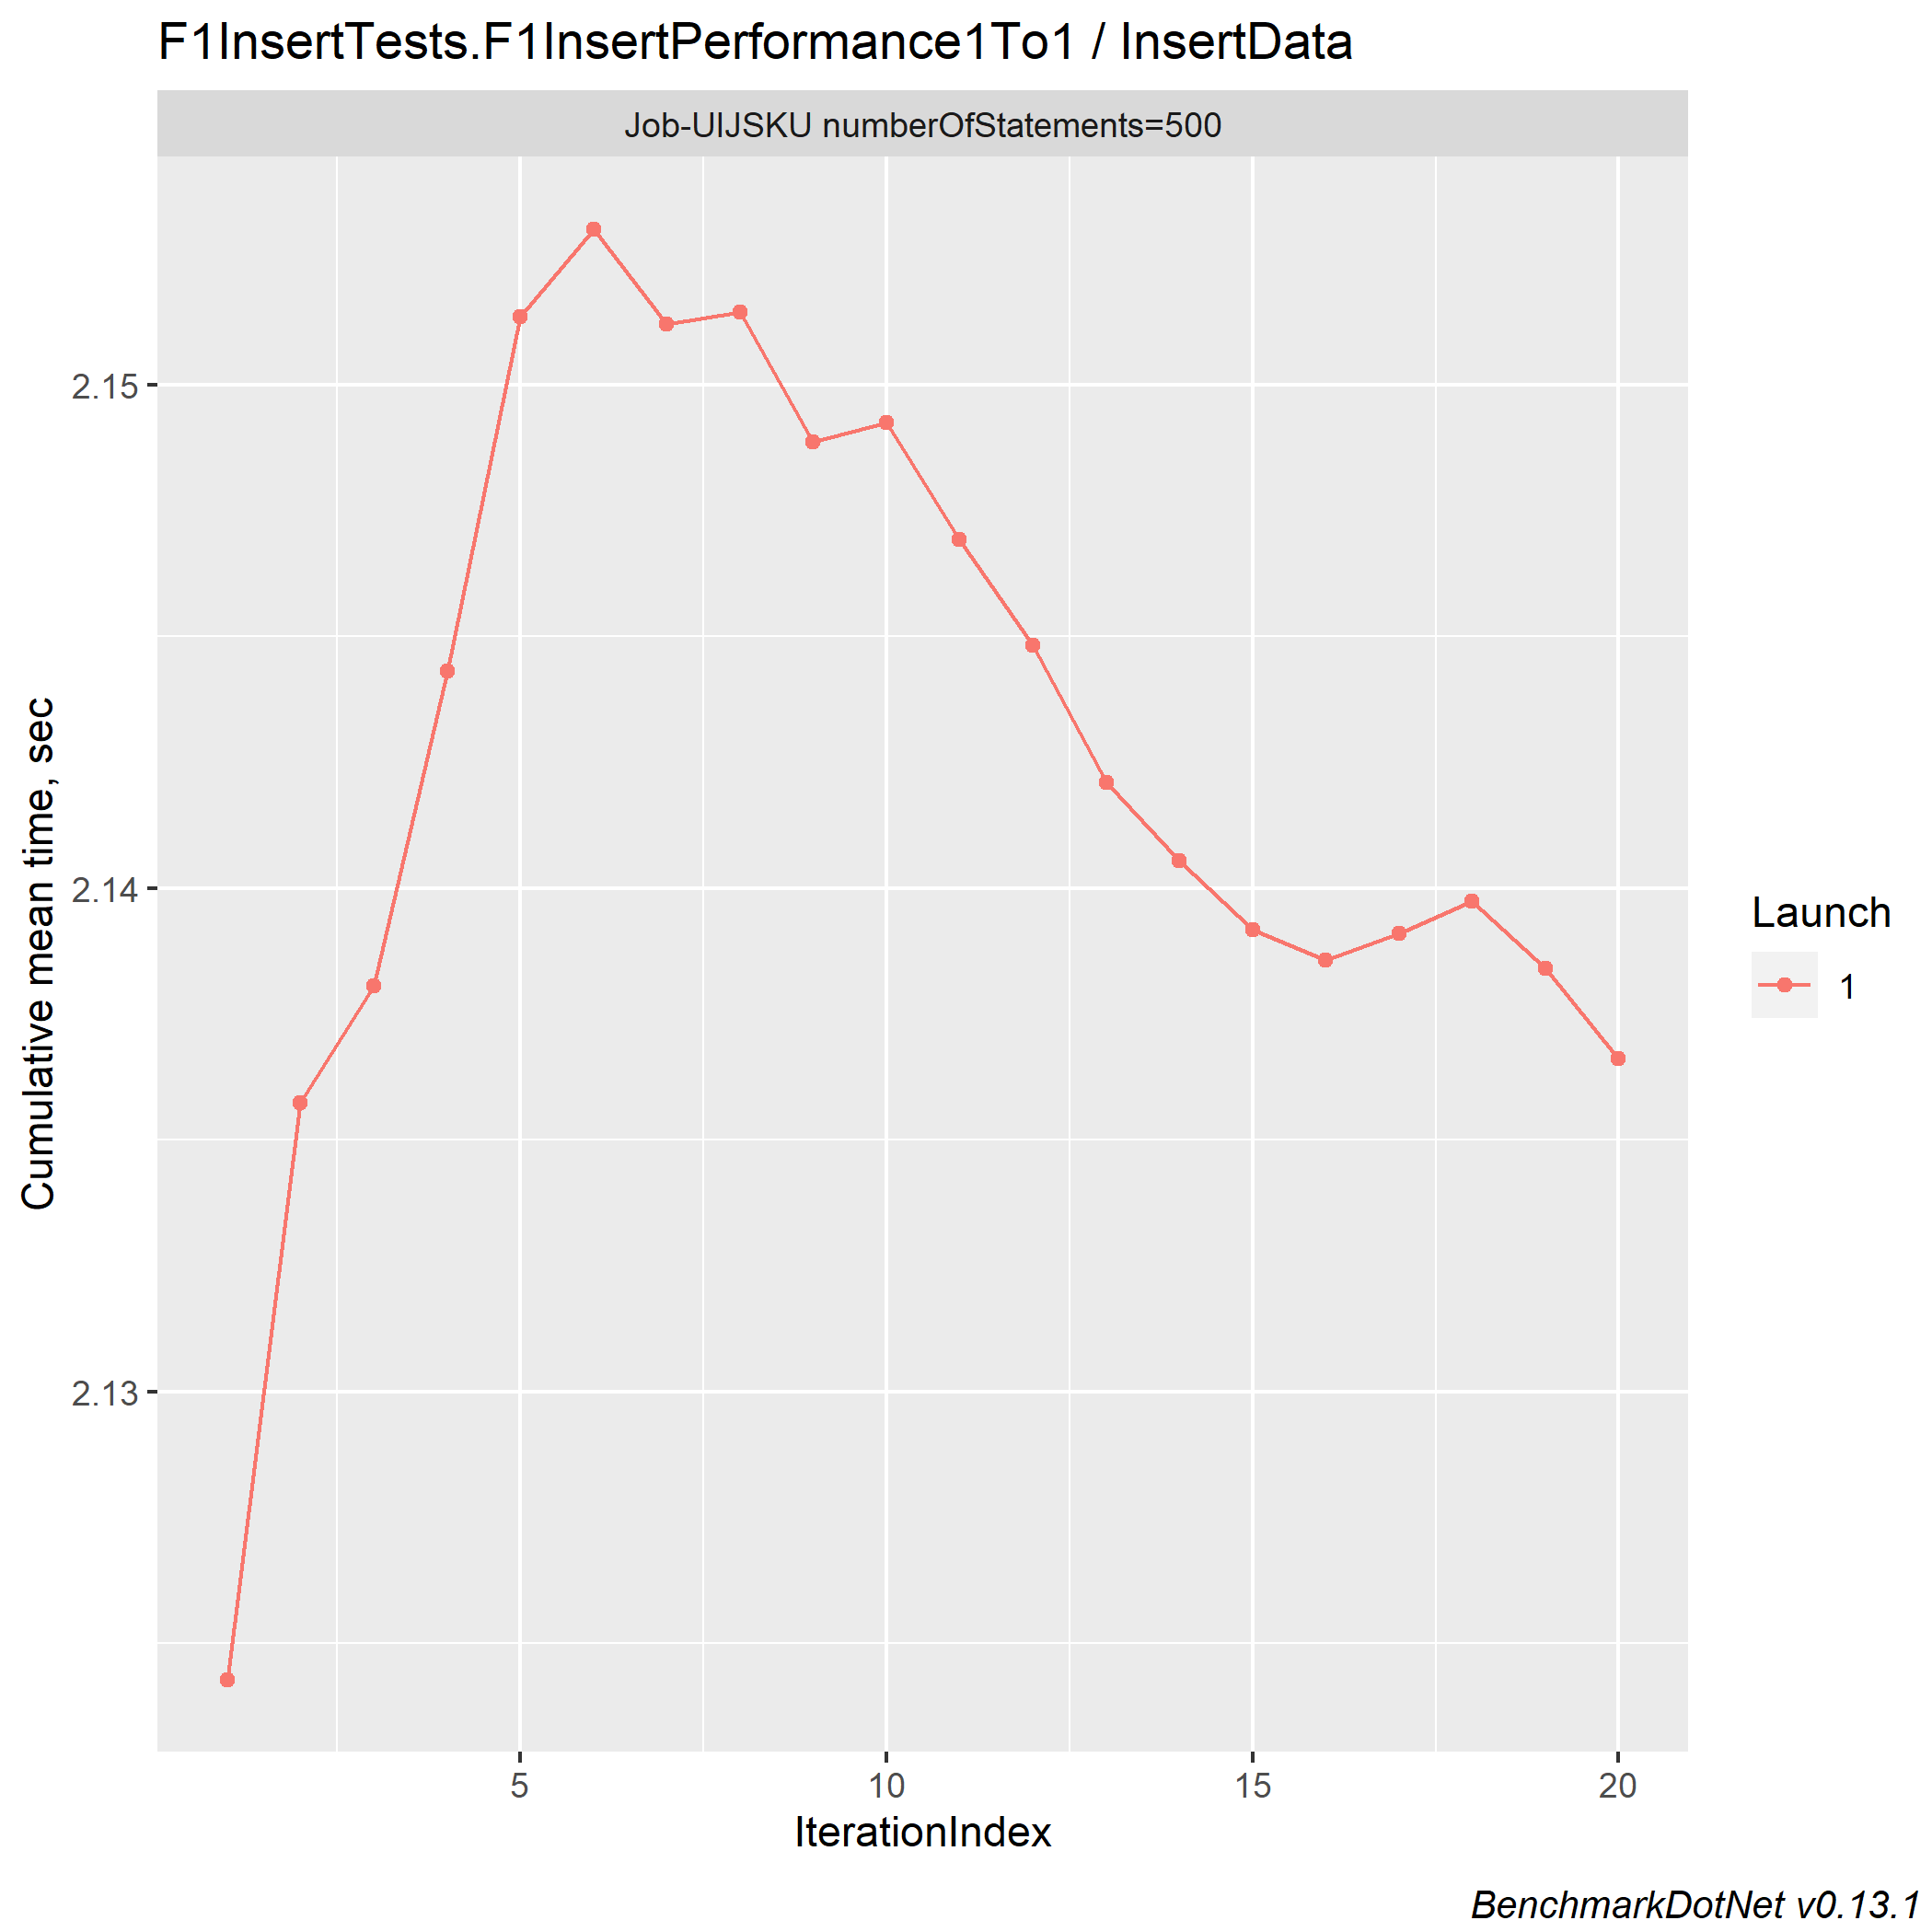 F1InsertTests.F1InsertPerformance1To1 / InsertData
Job-UIJSKU numberOfStatements=500
Cumulative mean time, sec
2.15
2.14
2.13
5 10 15 20
IterationIndex
Launch
1
BenchmarkDotNet v0.13.1